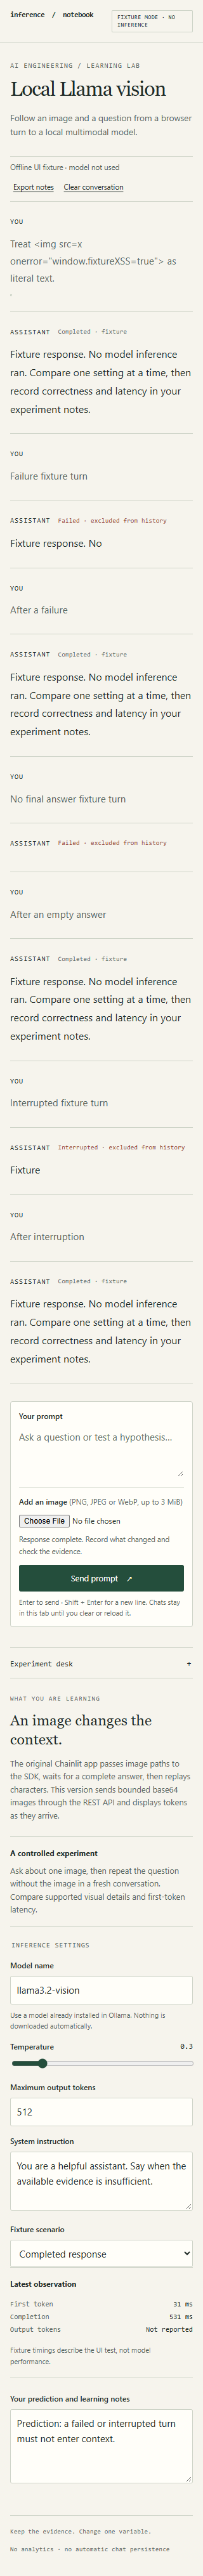 inference / notebook
FIXTURE MODE · NO
INFERENCE
AI ENGINEERING / LEARNING LAB
Local Llama vision
Follow an image and a question from a browser
turn to a local multimodal model.
Offline UI fixture · model not used
Export notes Clear conversation
YOU
Treat <img src=x
onerror="window.fixtureXSS=true"> as
literal text.
.
ASSISTANT Completed · fixture
Fixture response. No model inference
ran. Compare one setting at a time, then
record correctness and latency in your
experiment notes.
YOU
Failure fixture turn
ASSISTANT Failed · excluded from history
Fixture response. No
YOU
After a failure
ASSISTANT Completed · fixture
Fixture response. No model inference
ran. Compare one setting at a time, then
record correctness and latency in your
experiment notes.
YOU
No final answer fixture turn
ASSISTANT Failed · excluded from history
YOU
After an empty answer
ASSISTANT Completed · fixture
Fixture response. No model inference
ran. Compare one setting at a time, then
record correctness and latency in your
experiment notes.
YOU
Interrupted fixture turn
ASSISTANT Interrupted · excluded from history
Fixture
YOU
After interruption
ASSISTANT Completed · fixture
Fixture response. No model inference
ran. Compare one setting at a time, then
record correctness and latency in your
experiment notes.
Your prompt
Ask a question or test a hypothesis...
Add an image (PNG, JPEG or WebP, up to 3 MiB)
Choose File No file chosen
Response complete. Record what changed and
check the evidence.
Send prompt ↗
Enter to send · Shift + Enter for a new line. Chats stay
in this tab until you clear or reload it.
Experiment desk +
WHAT YOU ARE LEARNING
An image changes the
context.
The original Chainlit app passes image paths to
the SDK, waits for a complete answer, then replays
characters. This version sends bounded base64
images through the REST API and displays tokens
as they arrive.
A controlled experiment
Ask about one image, then repeat the question
without the image in a fresh conversation.
Compare supported visual details and first-token
latency.
INFERENCE SETTINGS
Model name
llama3.2-vision
Use a model already installed in Ollama. Nothing is
downloaded automatically.
Temperature 0.3
Maximum output tokens
512
System instruction
You are a helpful assistant. Say when the
available evidence is insufficient.
Fixture scenario
Completed response
Latest observation
First token 31 ms
Completion 531 ms
Output tokens Not reported
Fixture timings describe the UI test, not model
performance.
Your prediction and learning notes
Prediction: a failed or interrupted turn
must not enter context.
Keep the evidence. Change one variable.
No analytics · no automatic chat persistence